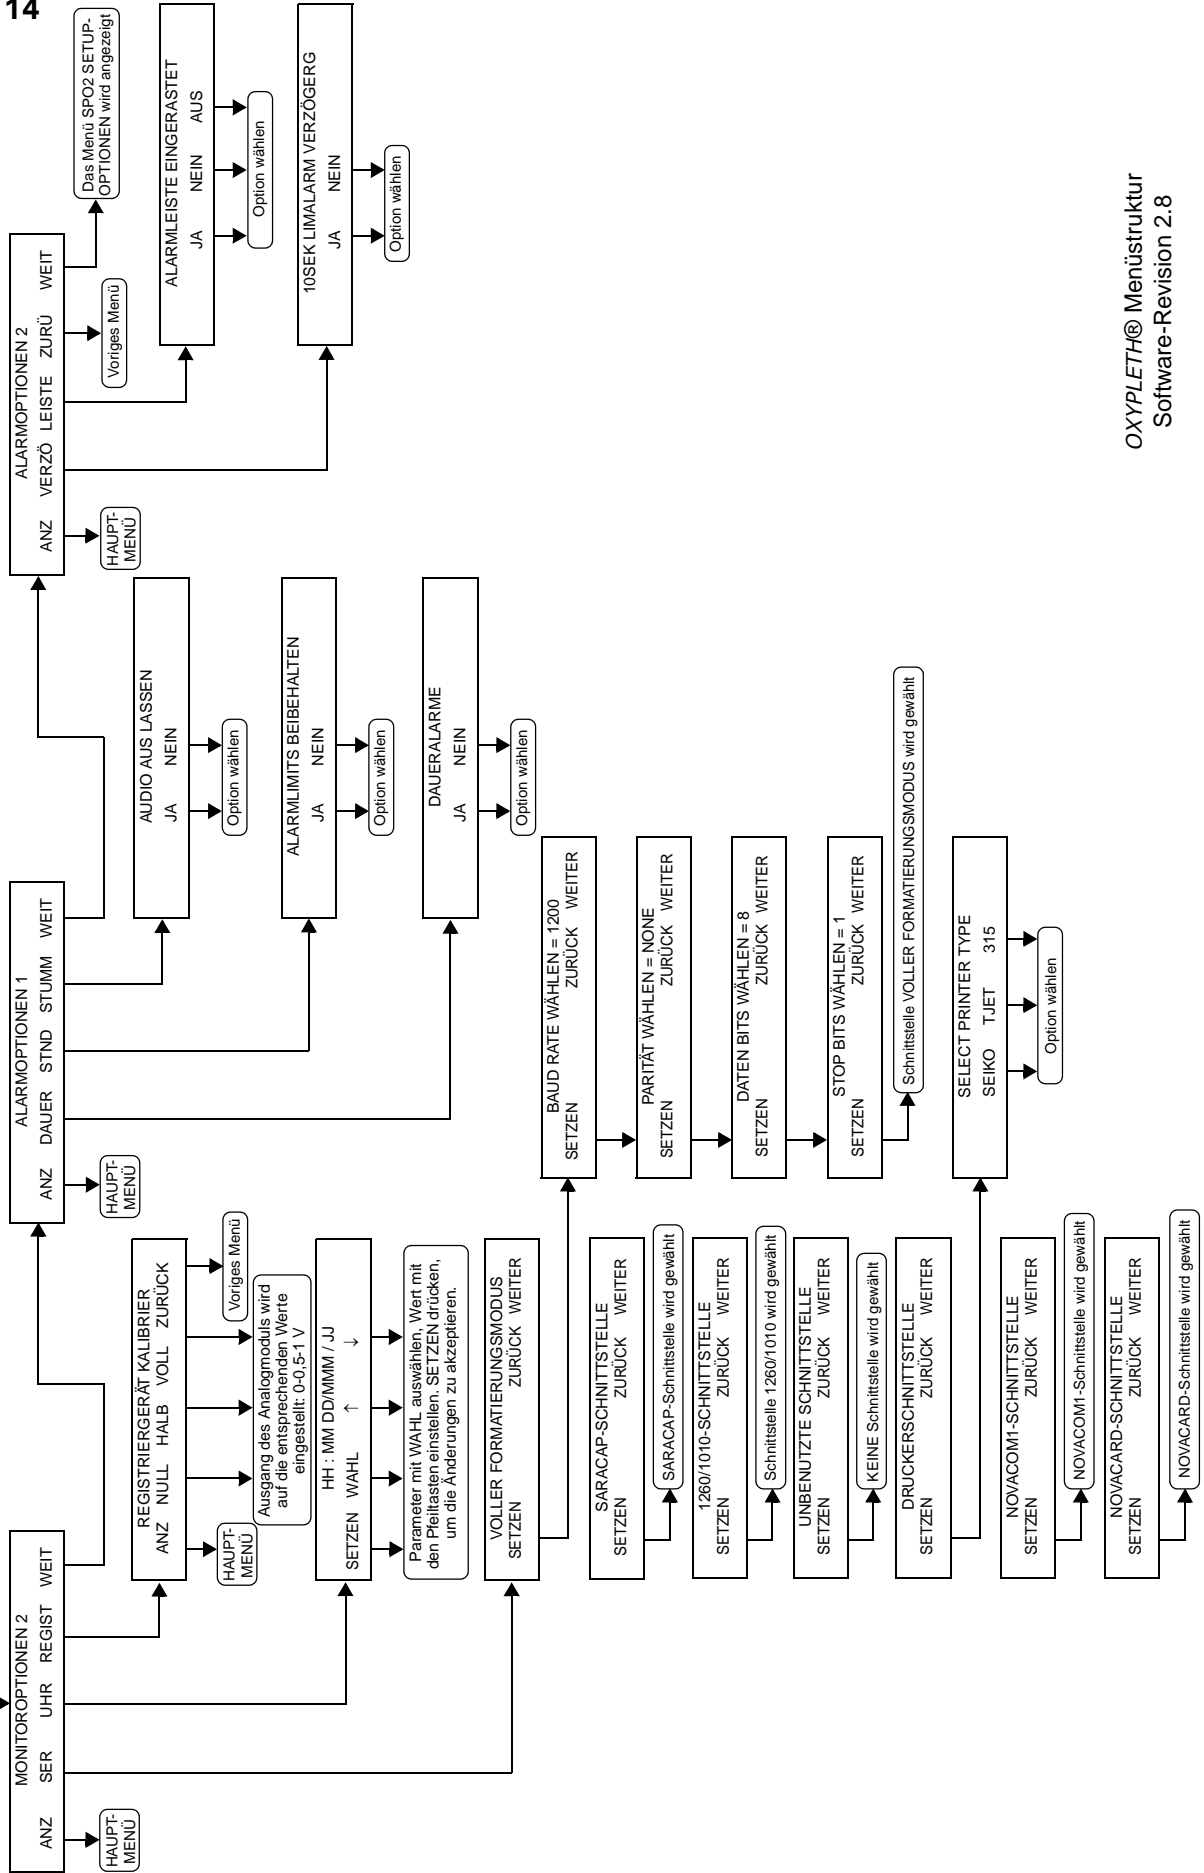 14
MONITOROPTIONEN 2
ANZ SER UHR REGIST WEIT
HAUPT-
MENÜ
REGISTRIERGERÄT KALIBRIER
ANZ NULL HALB VOLL ZURÜCK
HAUPT-
MENÜ
Ausgang des Analogmoduls wird
auf die entsprechenden Werte
eingestellt: 0-0,5-1 V
Voriges Menü
HH : MM DD/MMM / JJ
SETZEN WAHL ↑ ↓
Parameter mit WAHL auswählen, Wert mit
den Pfeiltasten einstellen. SETZEN drücken,
um die Änderungen zu akzeptieren.
VOLLER FORMATIERUNGSMODUS
SETZEN ZURÜCK WEITER
SARACAP-SCHNITTSTELLE
SETZEN ZURÜCK WEITER
SARACAP-Schnittstelle wird gewählt
1260/1010-SCHNITTSTELLE
SETZEN ZURÜCK WEITER
Schnittstelle 1260/1010 wird gewählt
UNBENUTZTE SCHNITTSTELLE
SETZEN ZURÜCK WEITER
KEINE Schnittstelle wird gewählt
DRUCKERSCHNITTSTELLE
SETZEN ZURÜCK WEITER
NOVACOM1-SCHNITTSTELLE
SETZEN ZURÜCK WEITER
NOVACOM1-Schnittstelle wird gewählt
NOVACARD-SCHNITTSTELLE
SETZEN ZURÜCK WEITER
NOVACARD-Schnittstelle wird gewählt
ALARMOPTIONEN 1
ANZ DAUER STND STUMM WEIT
HAUPT-
MENÜ
AUDIO AUS LASSEN
JA NEIN
Option wählen
ALARMLIMITS BEIBEHALTEN
JA NEIN
Option wählen
DAUERALARME
JA NEIN
Option wählen
BAUD RATE WÄHLEN = 1200
SETZEN ZURÜCK WEITER
PARITÄT WÄHLEN = NONE
SETZEN ZURÜCK WEITER
DATEN BITS WÄHLEN = 8
SETZEN ZURÜCK WEITER
STOP BITS WÄHLEN = 1
SETZEN ZURÜCK WEITER
Schnittstelle VOLLER FORMATIERUNGSMODUS wird gewählt
SELECT PRINTER TYPE
SEIKO TJET 315
Option wählen
ALARMOPTIONEN 2
ANZ VERZÖ LEISTE ZURÜ WEIT
HAUPT-
MENÜ
Voriges Menü
Das Menü SPO2 SETUP-
OPTIONEN wird angezeigt
ALARMLEISTE EINGERASTET
JA NEIN AUS
Option wählen
10SEK LIMALARM VERZÖGERG
JA NEIN
Option wählen
OXYPLETH® Menüstruktur
Software-Revision 2.8